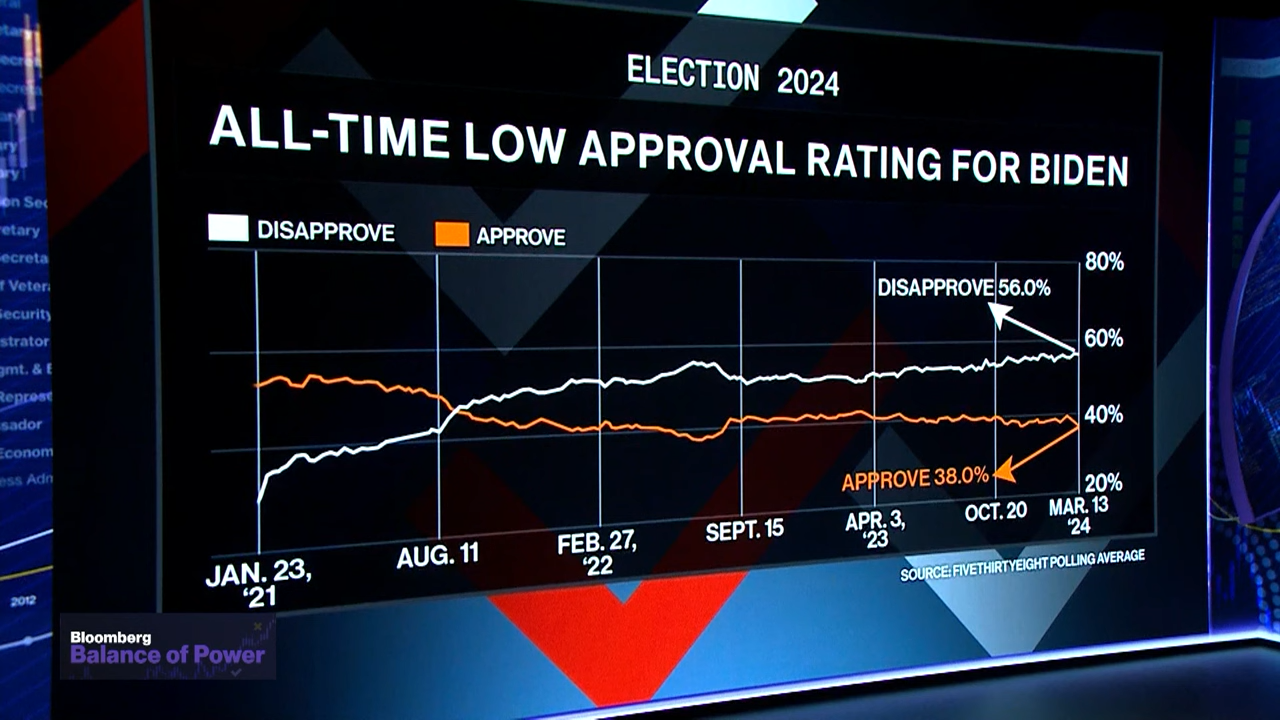 ELECTION 2024
ALL-TIME LOW APPROVAL RATING FOR BIDEN
DISAPPROVE APPROVE
80%
DISAPPROVE 56.0%
60%
40%
APPROVE 38.0%
20%
JAN. 23, '21
AUG. 11
FEB. 27, '22
SEPT. 15
APR. 3, '23
OCT. 20
MAR. 13 '24
SOURCE: FIVETHIRTYEIGHT POLLING AVERAGE
2012
Bloomberg
Balance of Power